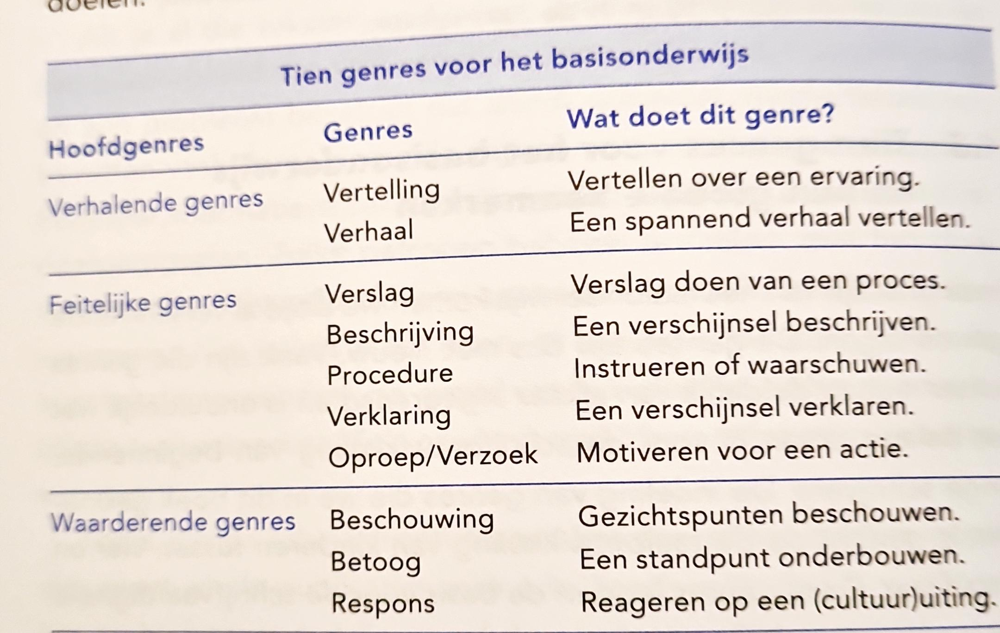 doelen.
Tien genres voor het basisonderwijs
Hoofdgenres Genres Wat doet dit genre?
Verhalende genres Vertelling Vertellen over een ervaring.
Verhaal Een spannend verhaal vertellen.
Feitelijke genres Verslag Verslag doen van een proces.
Beschrijving Een verschijnsel beschrijven.
Procedure Instrueren of waarschuwen.
Verklaring Een verschijnsel verklaren.
Oproep/Verzoek Motiveren voor een actie.
Waarderende genres Beschouwing Gezichtspunten beschouwen.
Betoog Een standpunt onderbouwen.
Respons Reageren op een (cultuur)uiting.